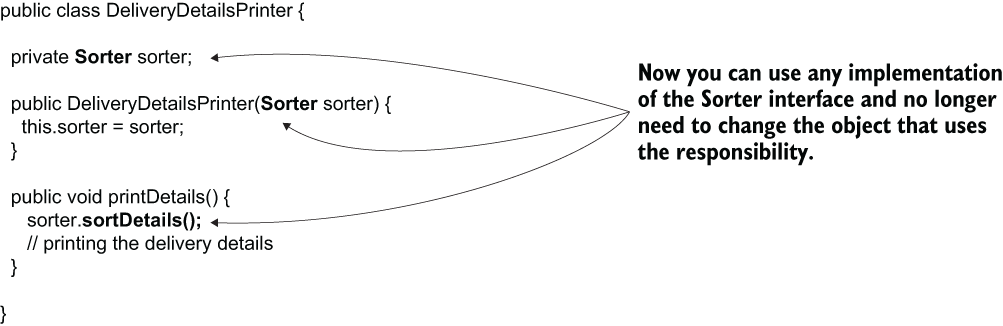 public class DeliveryDetailsPrinter {
private Sorter sorter;
public DeliveryDetailsPrinter(Sorter sorter) {
this.sorter = sorter;
}
public void printDetails() {
sorter.sortDetails();
// printing the delivery details
}
}
Now you can use any implementation
of the Sorter interface and no longer
need to change the object that uses
the responsibility.